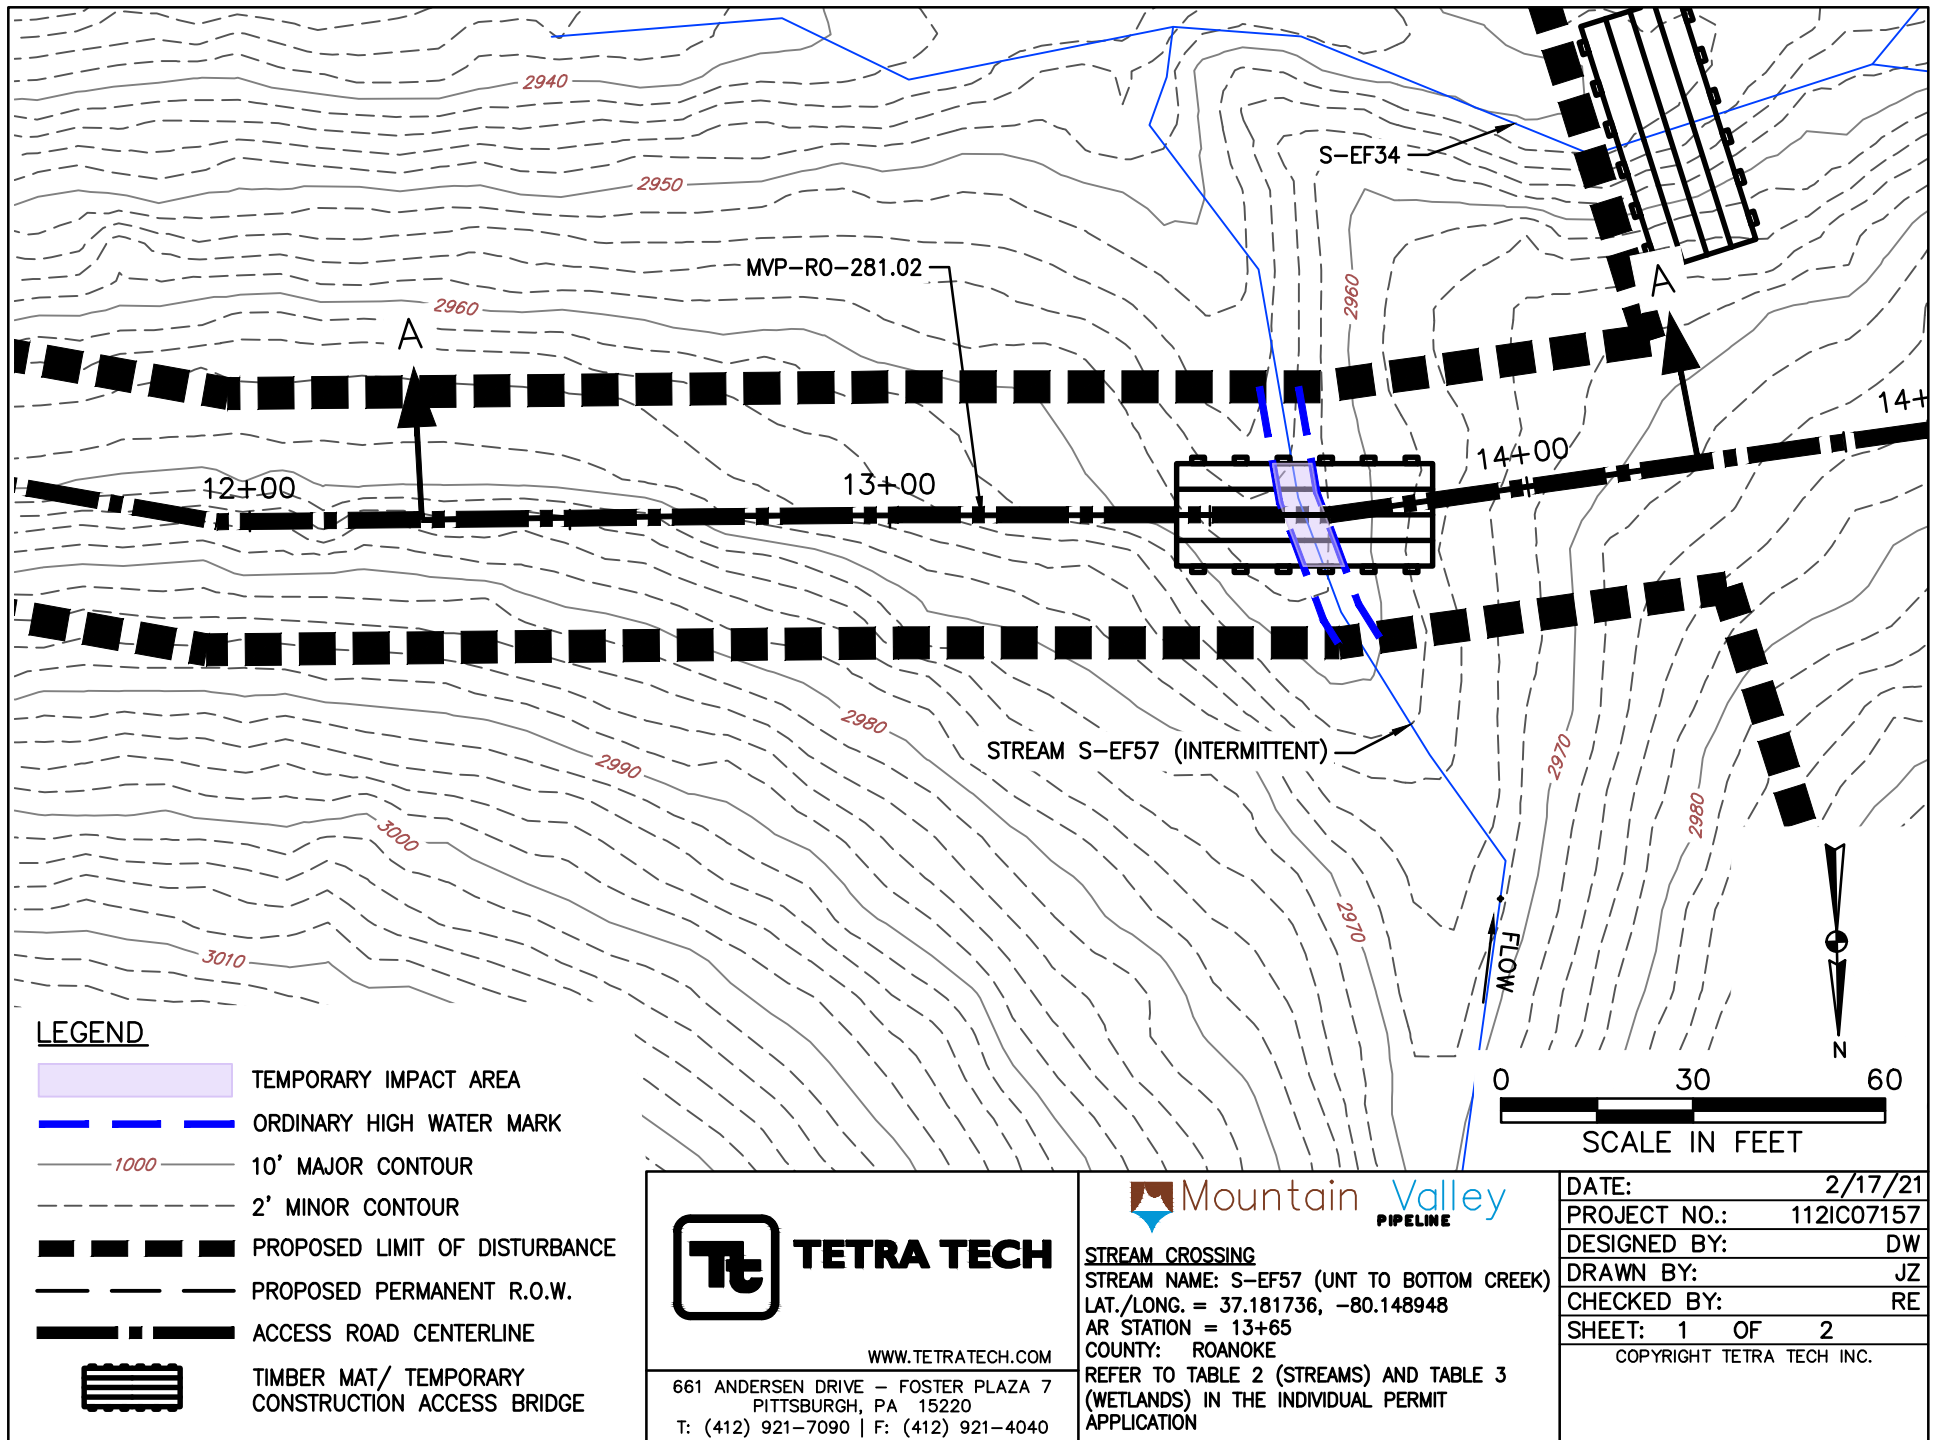 2940
S-EF34
2950
MVP-RO-281.02
2960
2960
A
A
14+
12+00
13+00
14+00
2980
STREAM S-EF57 (INTERMITTENT)
2990
2970
2980
3000
2970
3010
FLOW
N
LEGEND
TEMPORARY IMPACT AREA
ORDINARY HIGH WATER MARK
1000
10' MAJOR CONTOUR
2' MINOR CONTOUR
PROPOSED LIMIT OF DISTURBANCE
PROPOSED PERMANENT R.O.W.
ACCESS ROAD CENTERLINE
TIMBER MAT/ TEMPORARY
CONSTRUCTION ACCESS BRIDGE
0 30 60
SCALE IN FEET
Tt TETRA TECH
WWW.TETRATECH.COM
661 ANDERSEN DRIVE – FOSTER PLAZA 7
PITTSBURGH, PA 15220
T: (412) 921-7090 | F: (412) 921-4040
Mountain Valley
PIPELINE
STREAM CROSSING
STREAM NAME: S-EF57 (UNT TO BOTTOM CREEK)
LAT./LONG. = 37.181736, -80.148948
AR STATION = 13+65
COUNTY: ROANOKE
REFER TO TABLE 2 (STREAMS) AND TABLE 3
(WETLANDS) IN THE INDIVIDUAL PERMIT
APPLICATION
DATE: 2/17/21
PROJECT NO.: 112IC07157
DESIGNED BY: DW
DRAWN BY: JZ
CHECKED BY: RE
SHEET: 1 OF 2
COPYRIGHT TETRA TECH INC.